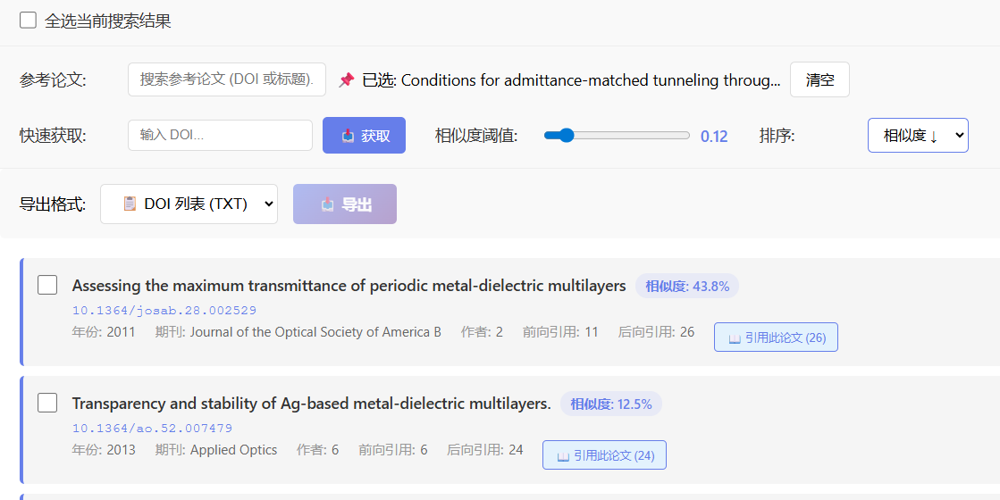 全选当前搜索结果
参考论文: 搜索参考论文 (DOI 或标题). 📌 已选: Conditions for admittance-matched tunneling throug... 清空
快速获取: 输入 DOI... 📥 获取 相似度阈值: 0.12 排序: 相似度 ↓
导出格式: 📋 DOI 列表 (TXT) 📥 导出
Assessing the maximum transmittance of periodic metal-dielectric multilayers 相似度: 43.8%
10.1364/josab.28.002529
年份: 2011 期刊: Journal of the Optical Society of America B 作者: 2 前向引用: 11 后向引用: 26 📖 引用此论文 (26)
Transparency and stability of Ag-based metal-dielectric multilayers. 相似度: 12.5%
10.1364/ao.52.007479
年份: 2013 期刊: Applied Optics 作者: 6 前向引用: 6 后向引用: 24 📖 引用此论文 (24)